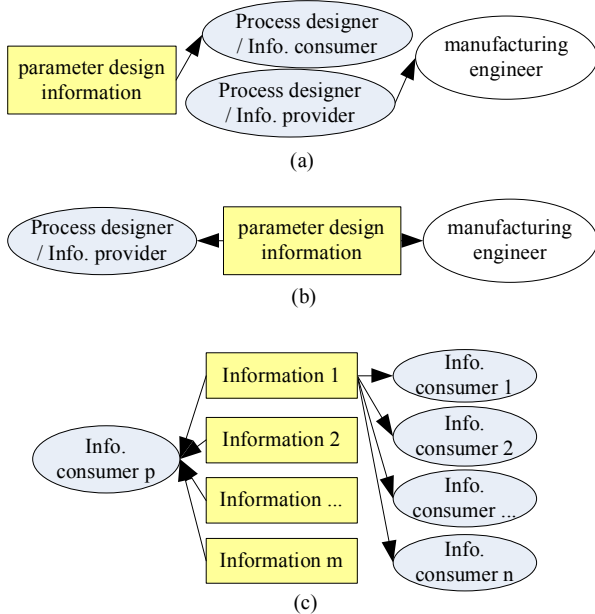 Process designer
/ Info. consumer
parameter design
information
manufacturing
engineer
Process designer
/ Info. provider
(a)
Process designer
/ Info. provider
parameter design
information
manufacturing
engineer
(b)
Information 1
Info.
consumer 1
Information 2
Info.
consumer 2
Info.
consumer p
Information ...
Info.
consumer ...
Information m
Info.
consumer n
(c)